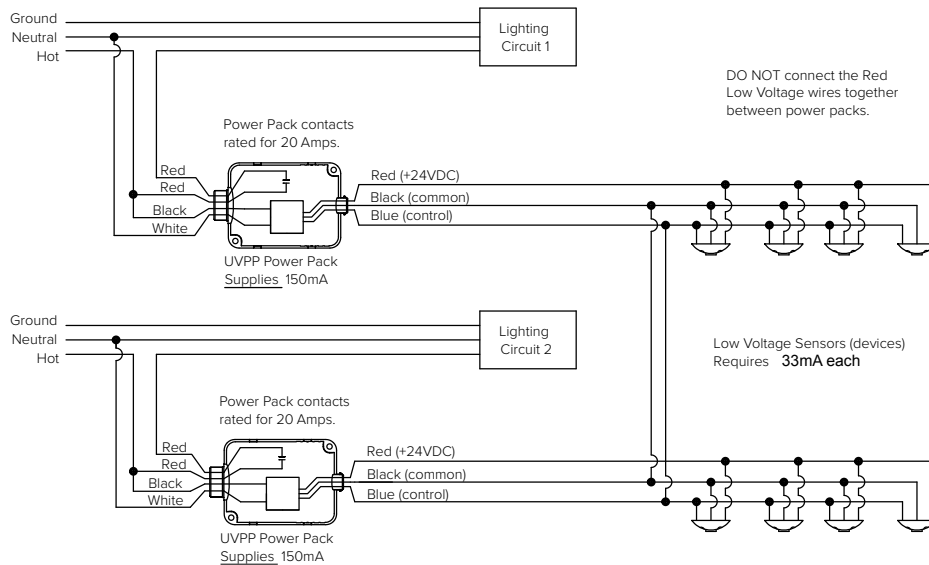 Ground
Neutral
Hot
Lighting
Circuit 1
DO NOT connect the Red
Low Voltage wires together
between power packs.
Power Pack contacts
rated for 20 Amps.
Red
Red
Black
White
Red (+24VDC)
Black (common)
Blue (control)
UVPP Power Pack
Supplies 150mA
Ground
Neutral
Hot
Lighting
Circuit 2
Low Voltage Sensors (devices)
Requires 33mA each
Power Pack contacts
rated for 20 Amps.
Red
Red
Black
White
Red (+24VDC)
Black (common)
Blue (control)
UVPP Power Pack
Supplies 150mA